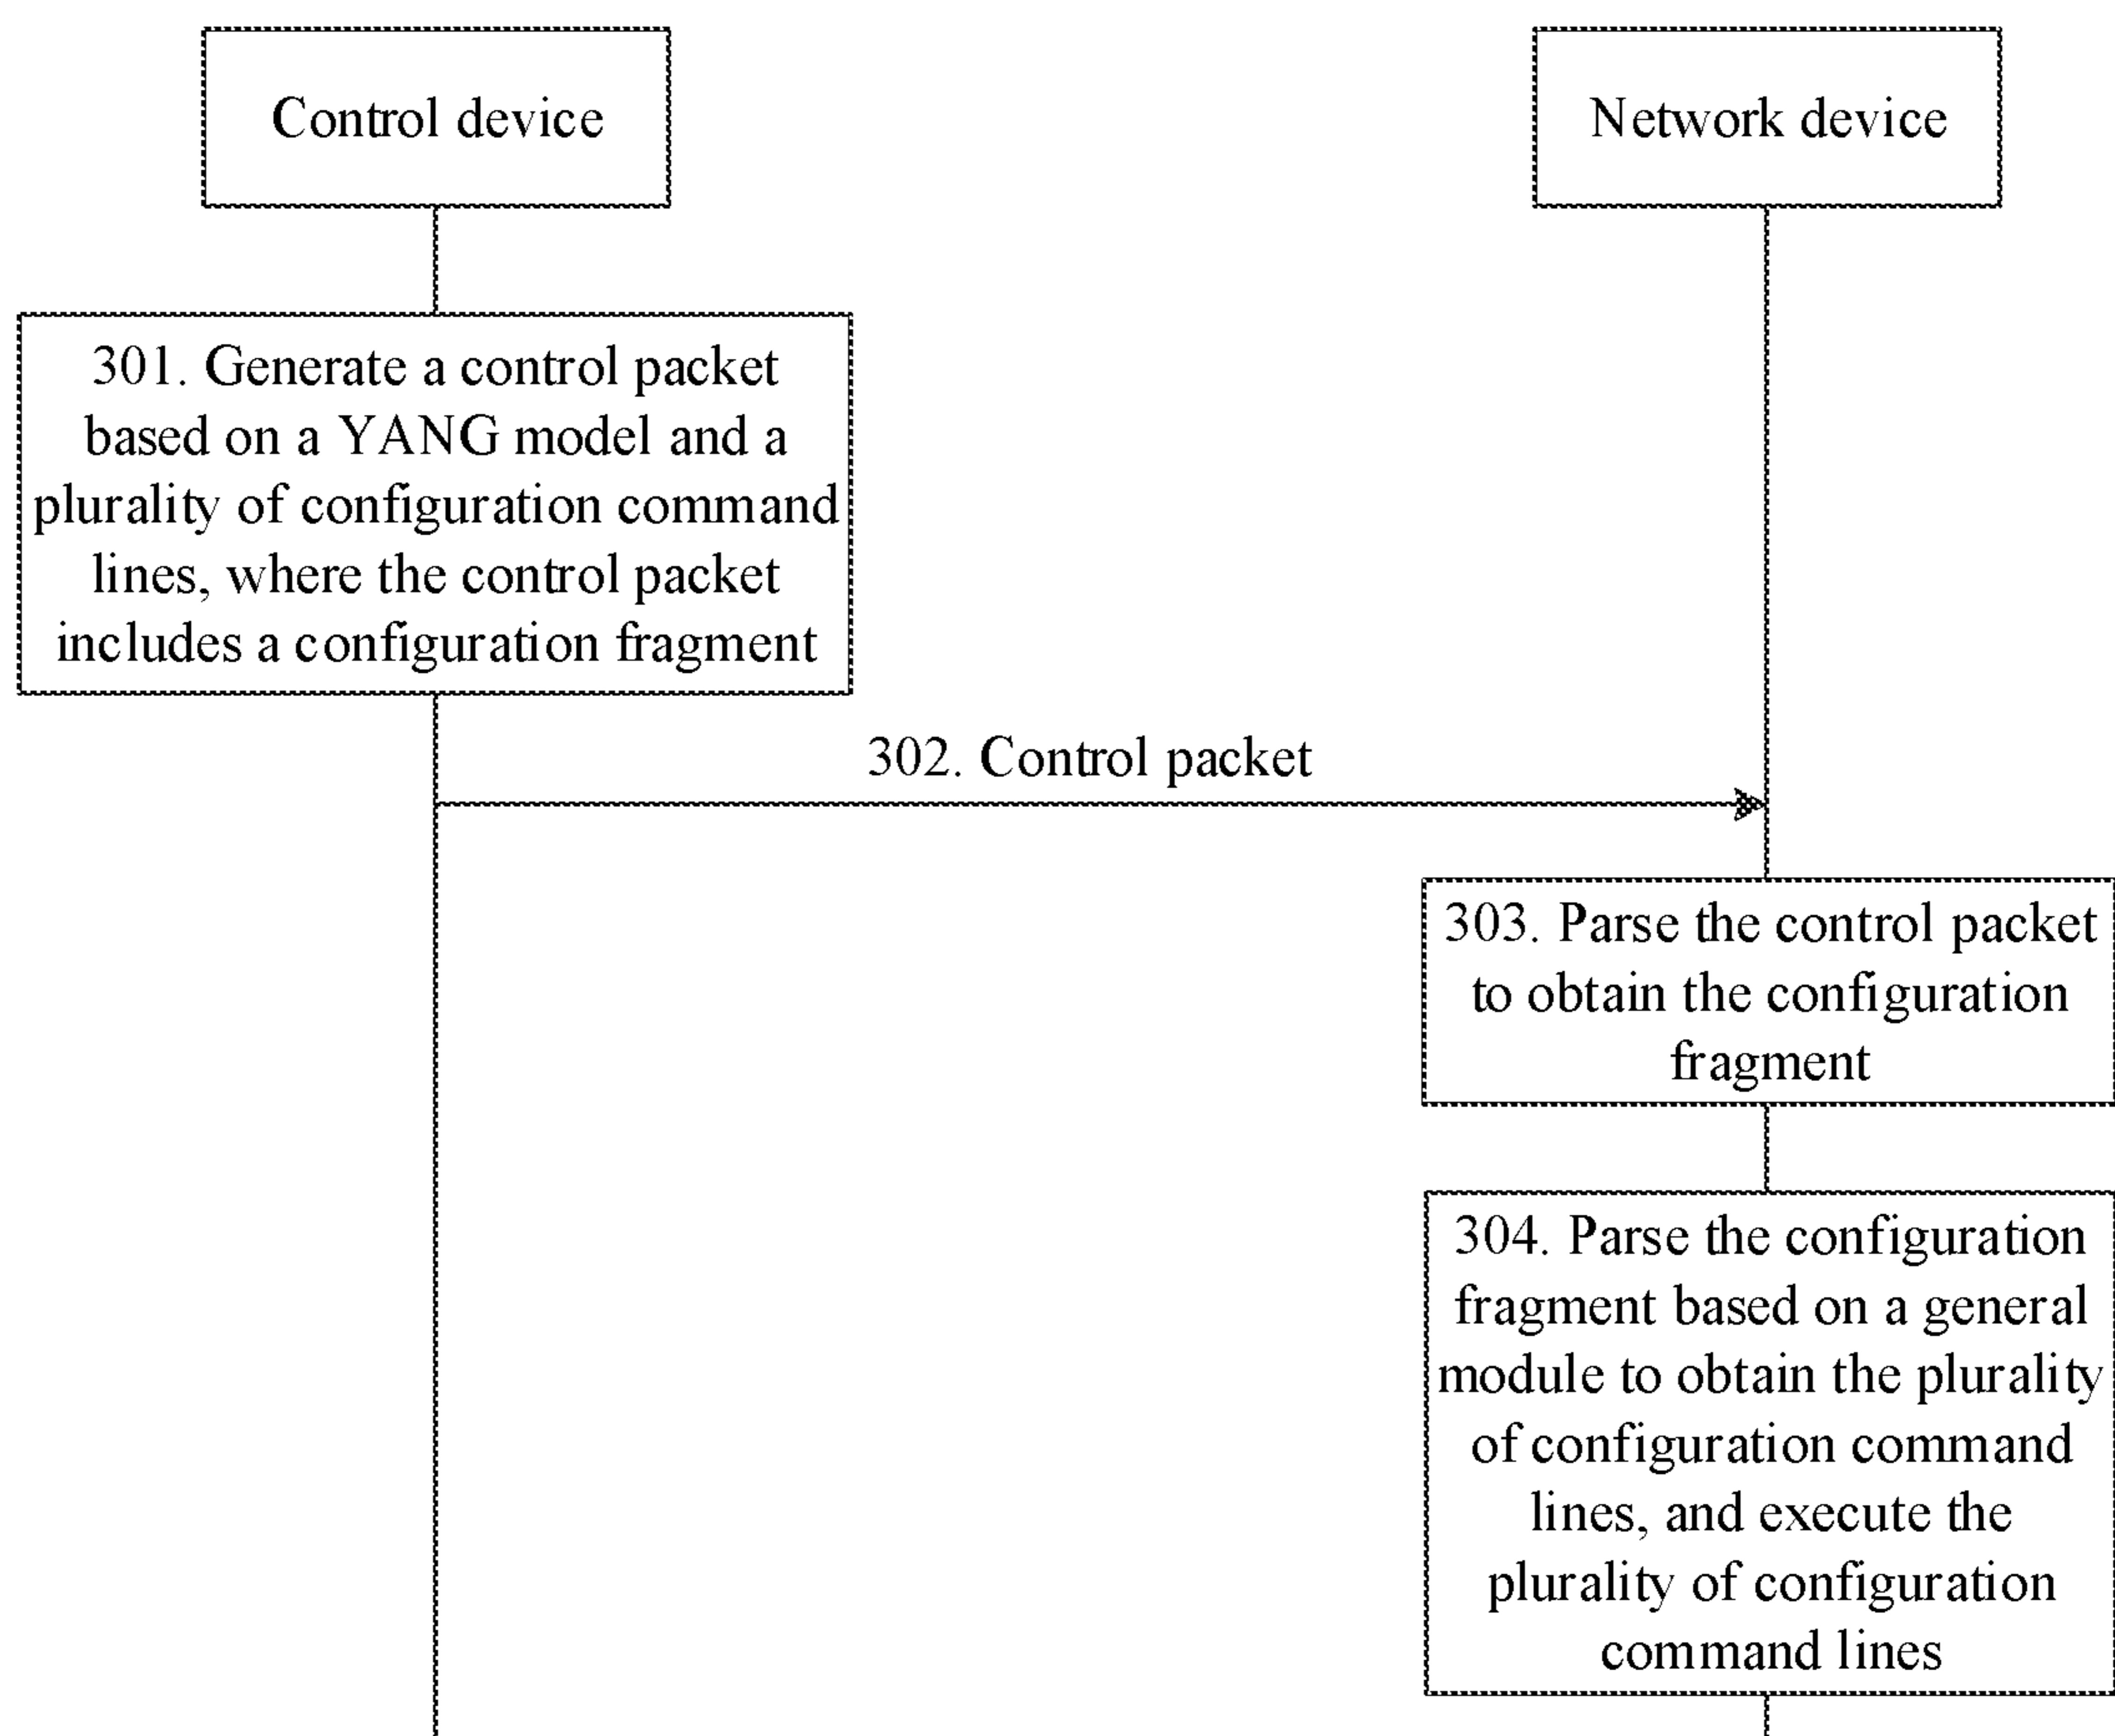 Control device
Network device
301. Generate a control packet
based on a YANG model and a
plurality of configuration command
lines, where the control packet
includes a configuration fragment
302. Control packet
303. Parse the control packet
to obtain the configuration
fragment
304. Parse the configuration
fragment based on a general
module to obtain the plurality
of configuration command
lines, and execute the
plurality of configuration
command lines